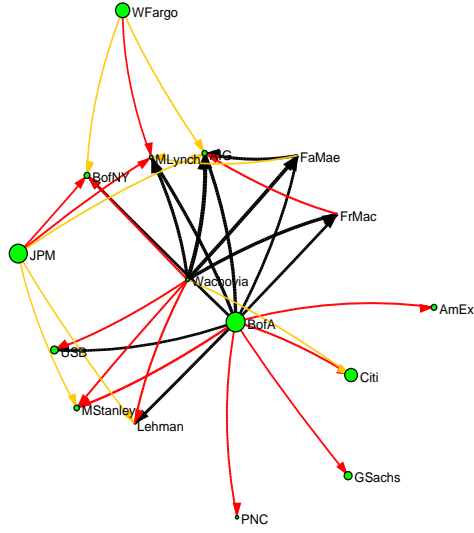 WFargo
MLynch
AIG
FaMae
BofNY
FrMac
JPM
Wachovia
AmEx
BofA
USB
Citi
MStanley
Lehman
GSachs
PNC